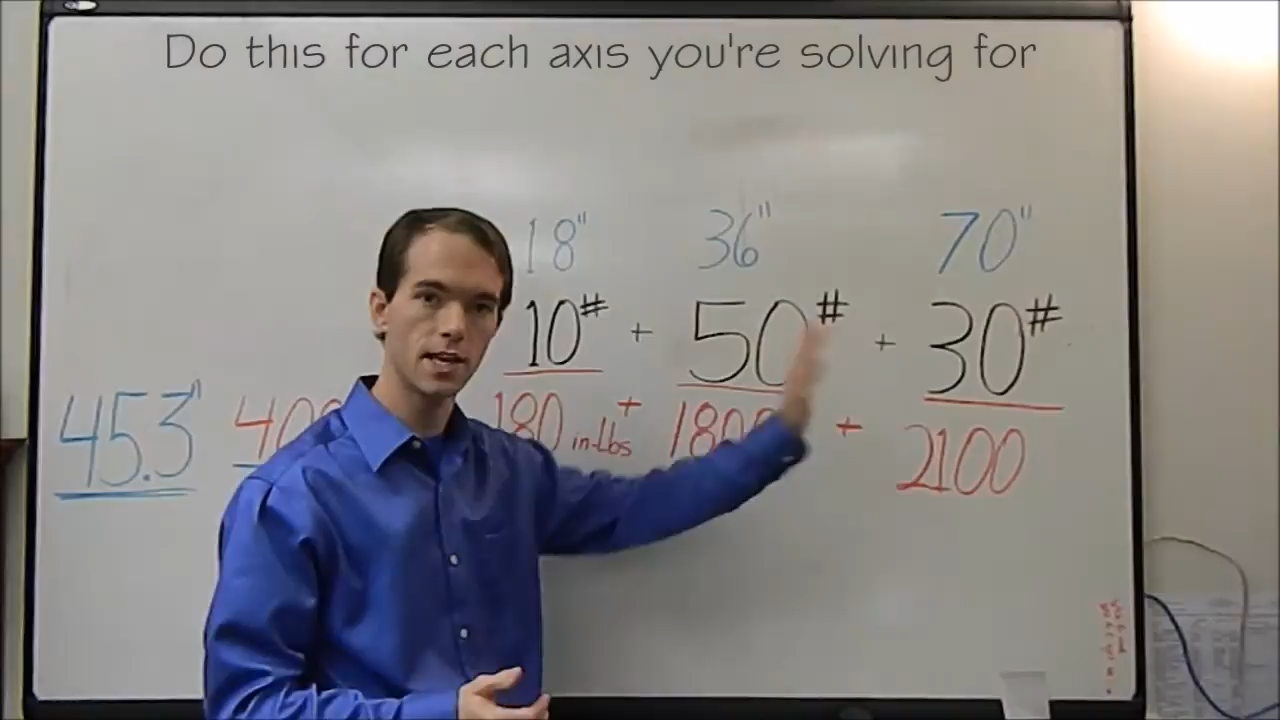 Do this for each axis you're solving for
18" 36" 70"
10# + 50# + 30#
45.3" 180 in-Lbs + + 2100